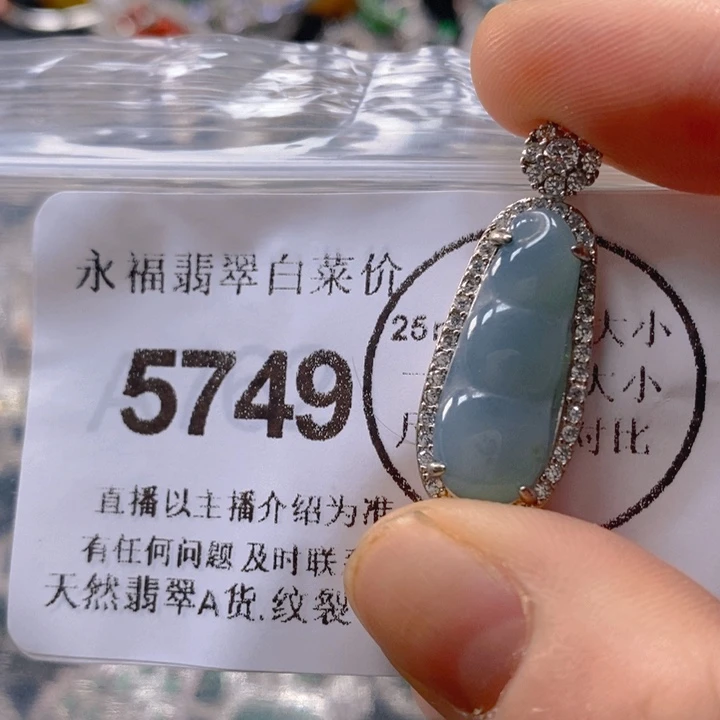 永福翡翠白菜价
5749
直播以主播介绍为准
有任何问题及时联
天然翡翠A货.纹裂
25
大小
一
大小
对比